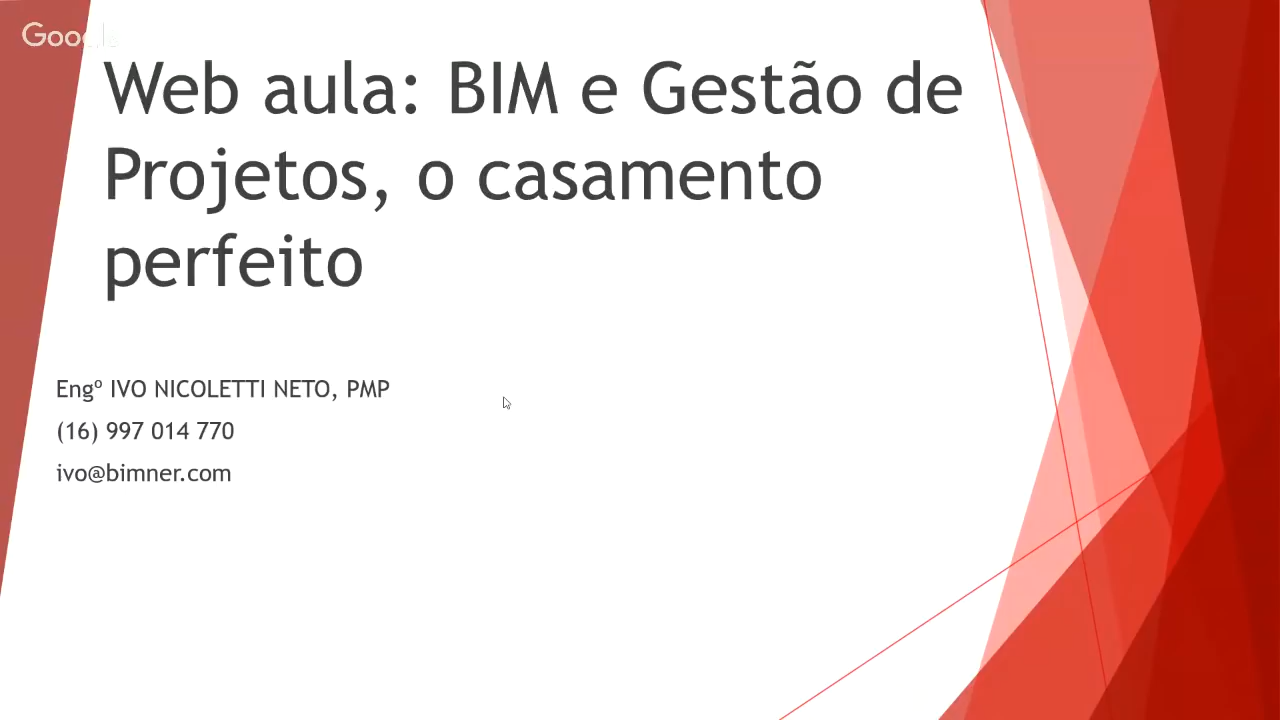 Google
Web aula: BIM e Gestão de
Projetos, o casamento
perfeito
Engº IVO NICOLETTI NETO, PMP
(16) 997 014 770
ivo@bimner.com